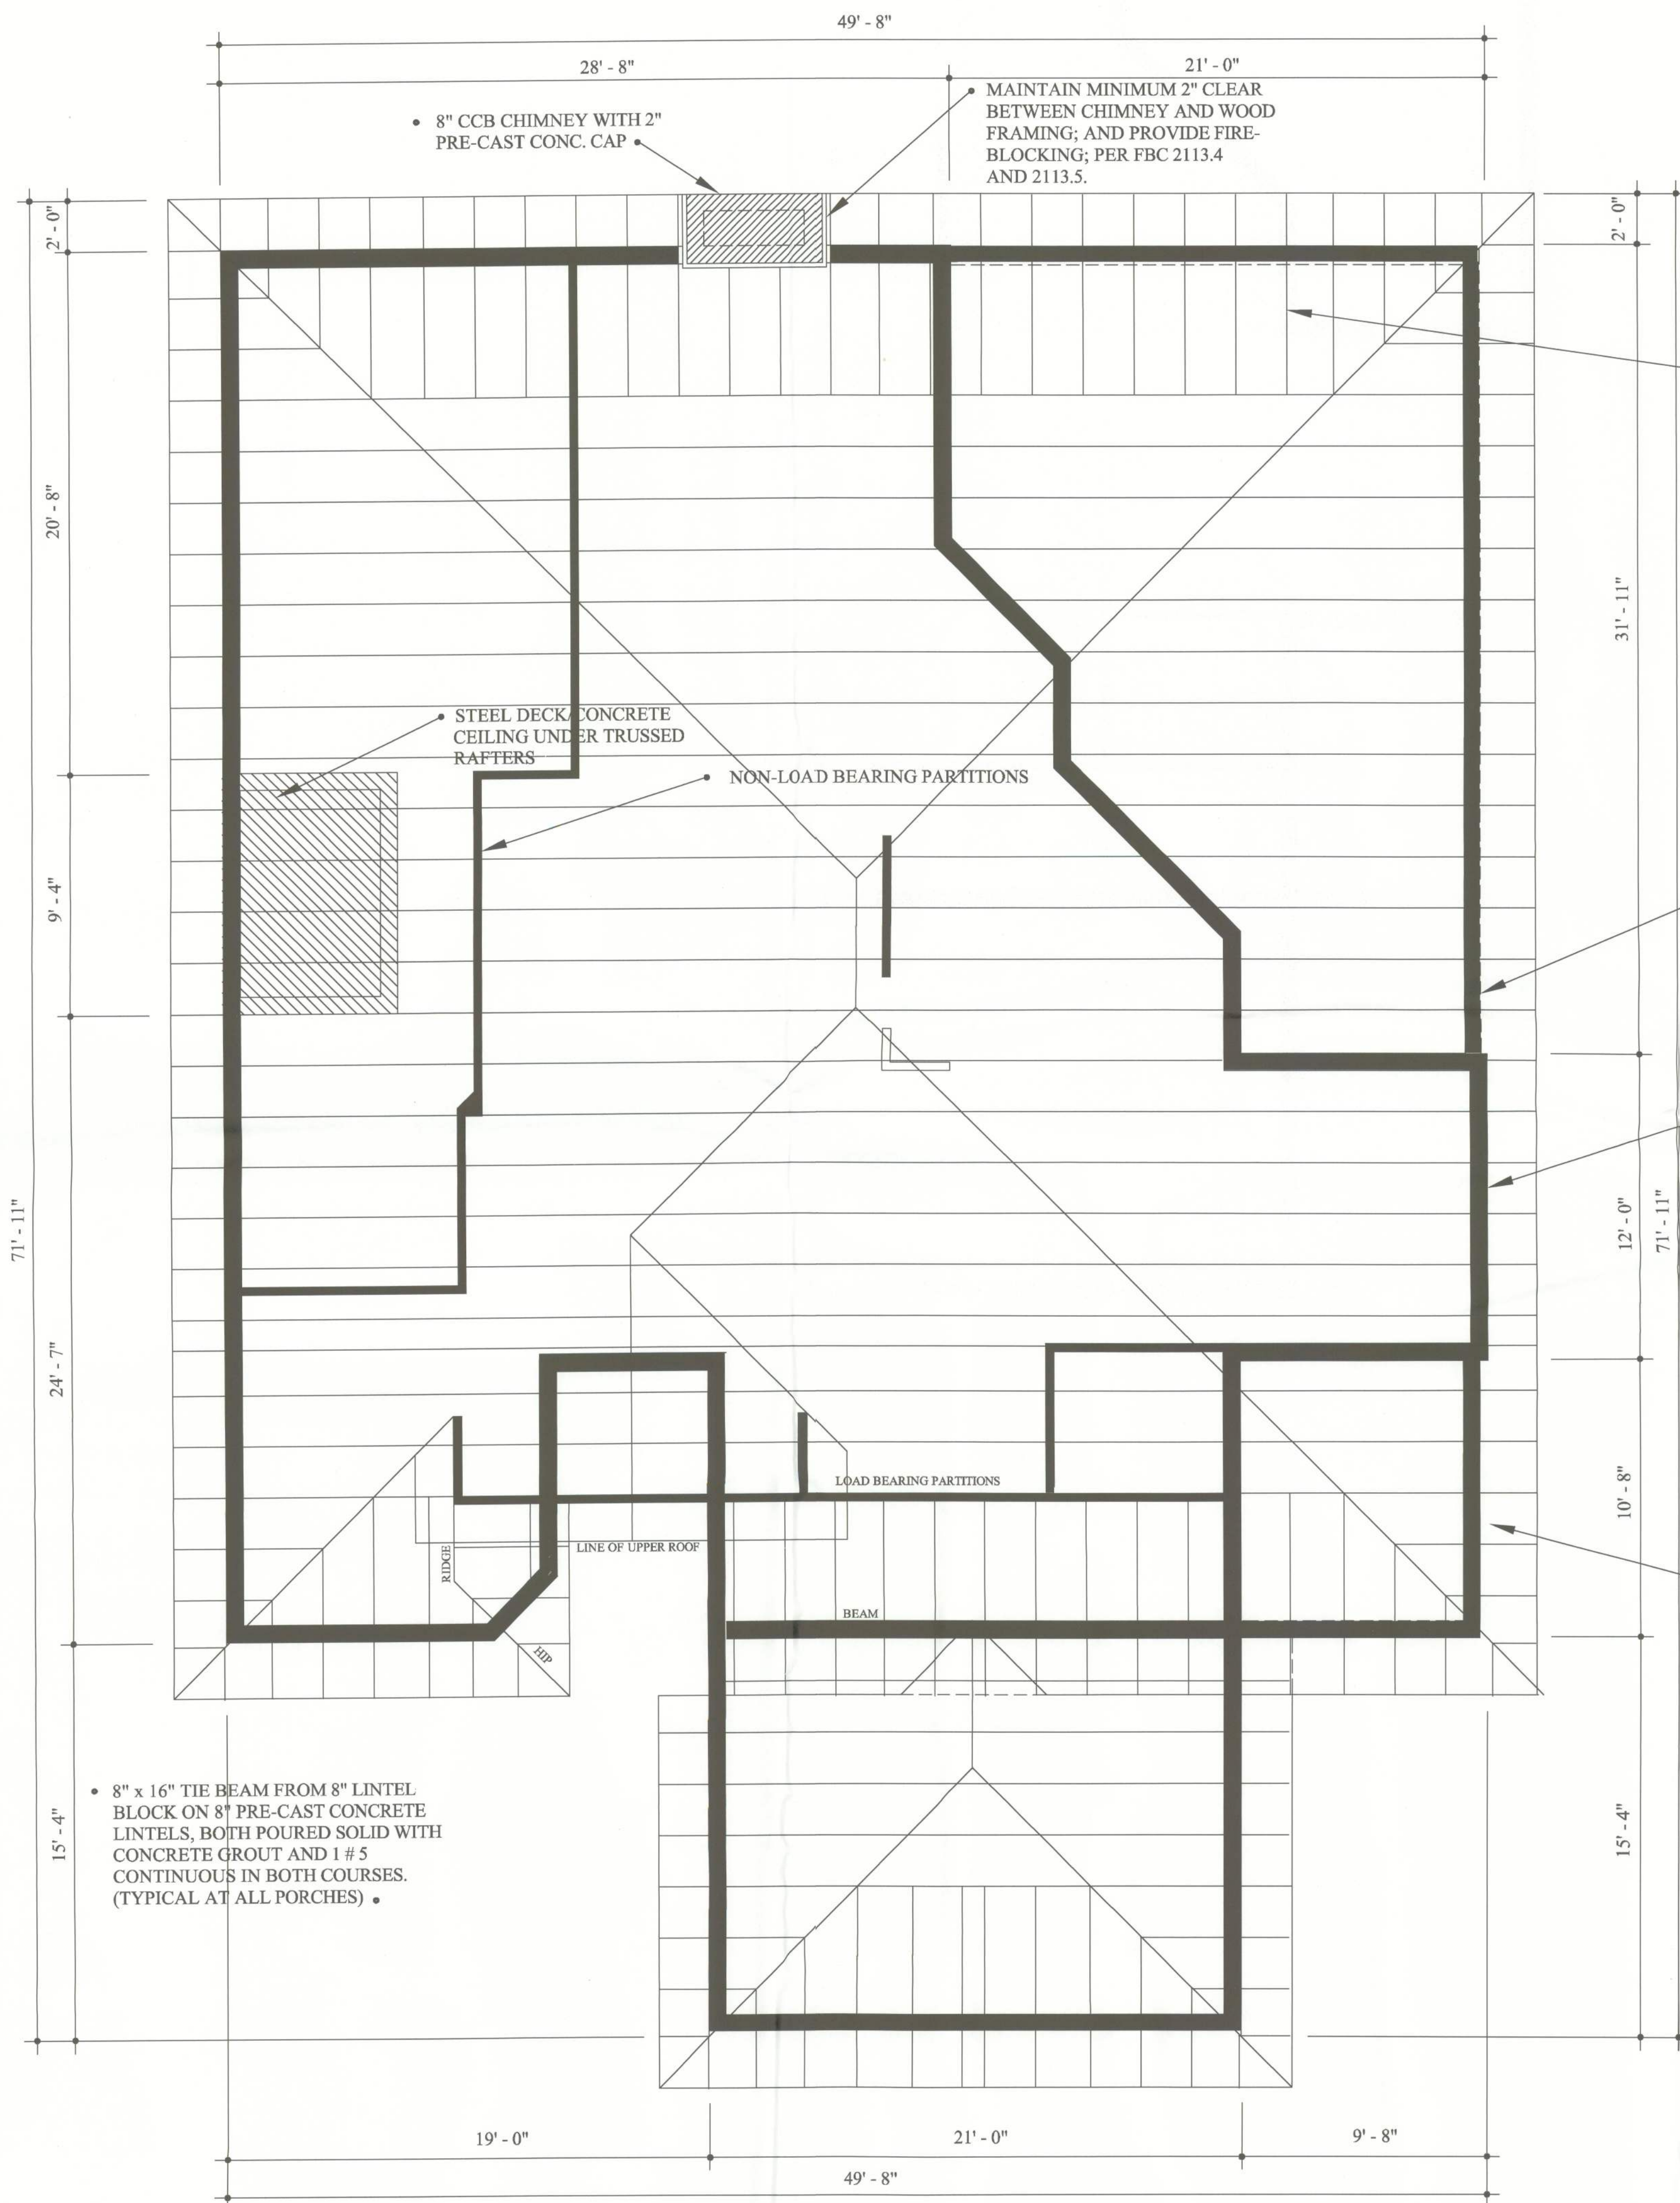 49' - 8"
28' - 8"
21' - 0"
• 8" CCB CHIMNEY WITH 2"
PRE-CAST CONC. CAP •
• MAINTAIN MINIMUM 2" CLEAR
BETWEEN CHIMNEY AND WOOD
FRAMING; AND PROVIDE FIRE-
BLOCKING; PER FBC 2113.4
AND 2113.5.
2' - 0"
2' - 0"
20' - 8"
31' - 11"
• STEEL DECK/CONCRETE
CEILING UNDER TRUSSED
RAFTERS
• NON-LOAD BEARING PARTITIONS
9' - 4"
71' - 11"
12' - 0"
71' - 11"
24' - 7"
LOAD BEARING PARTITIONS
10' - 8"
LINE OF UPPER ROOF
RIDGE
BEAM
HIP
• 8" x 16" TIE BEAM FROM 8" LINTEL
BLOCK ON 8" PRE-CAST CONCRETE
LINTELS, BOTH POURED SOLID WITH
CONCRETE GROUT AND 1 # 5
CONTINUOUS IN BOTH COURSES.
(TYPICAL AT ALL PORCHES) •
15' - 4"
15' - 4"
19' - 0"
21' - 0"
9' - 8"
49' - 8"